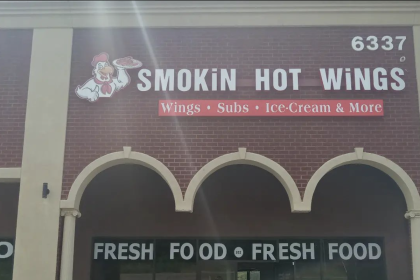 6337
SMOKiN HOT WiNGS
Wings • Subs • Ice-Cream & More
FRESH FOOD FRESH FOOD